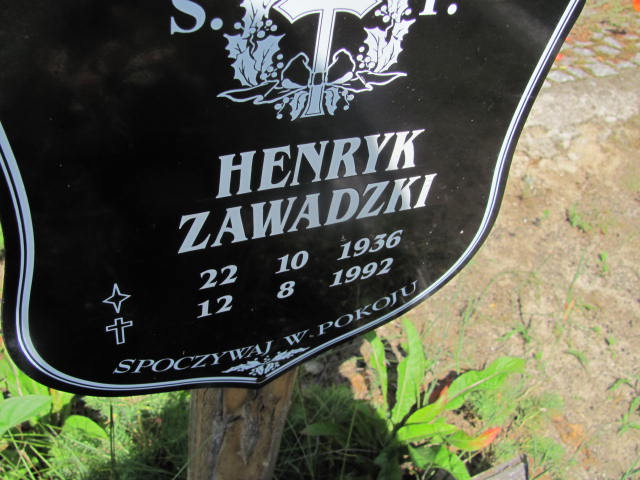 S. P.
HENRYK
ZAWADZKI
22 10 1936
12 8 1992
SPOCZYWAJ W POKOJU